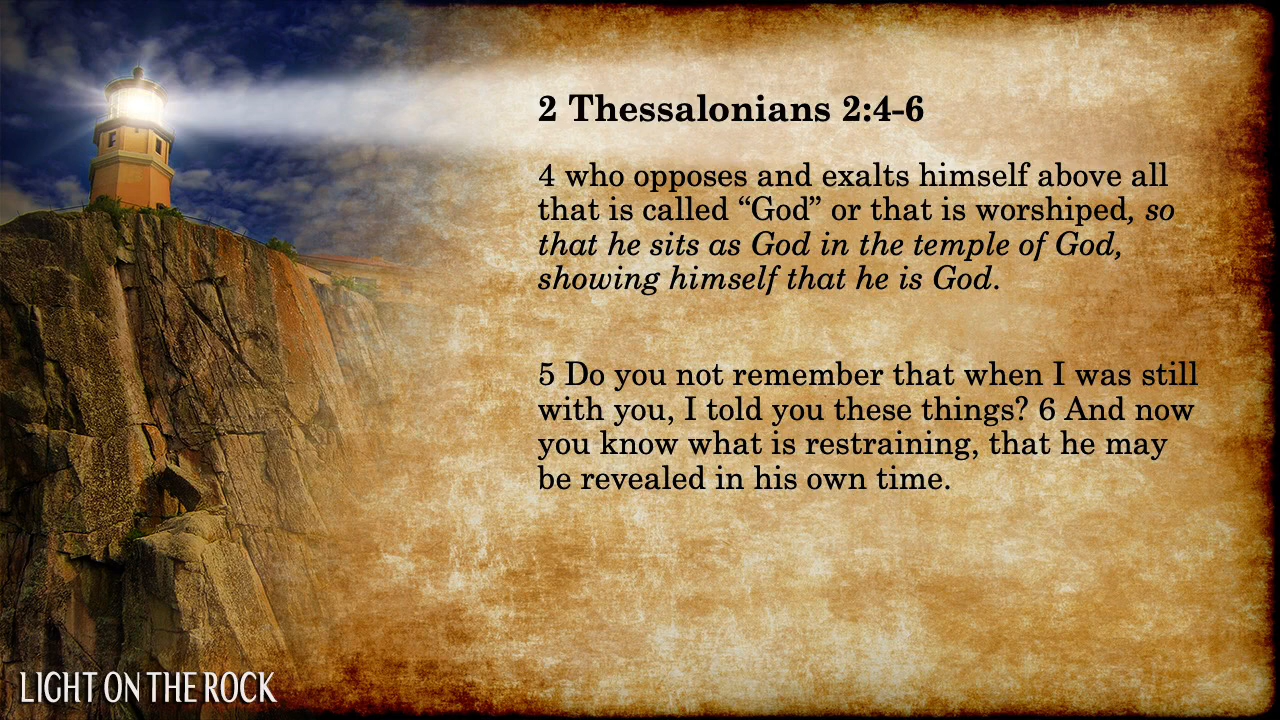 2 Thessalonians 2:4-6
4 who opposes and exalts himself above all
that is called “God” or that is worshiped, so
that he sits as God in the temple of God,
showing himself that he is God.
5 Do you not remember that when I was still
with you, I told you these things? 6 And now
you know what is restraining, that he may
be revealed in his own time.
LIGHT ON THE ROCK